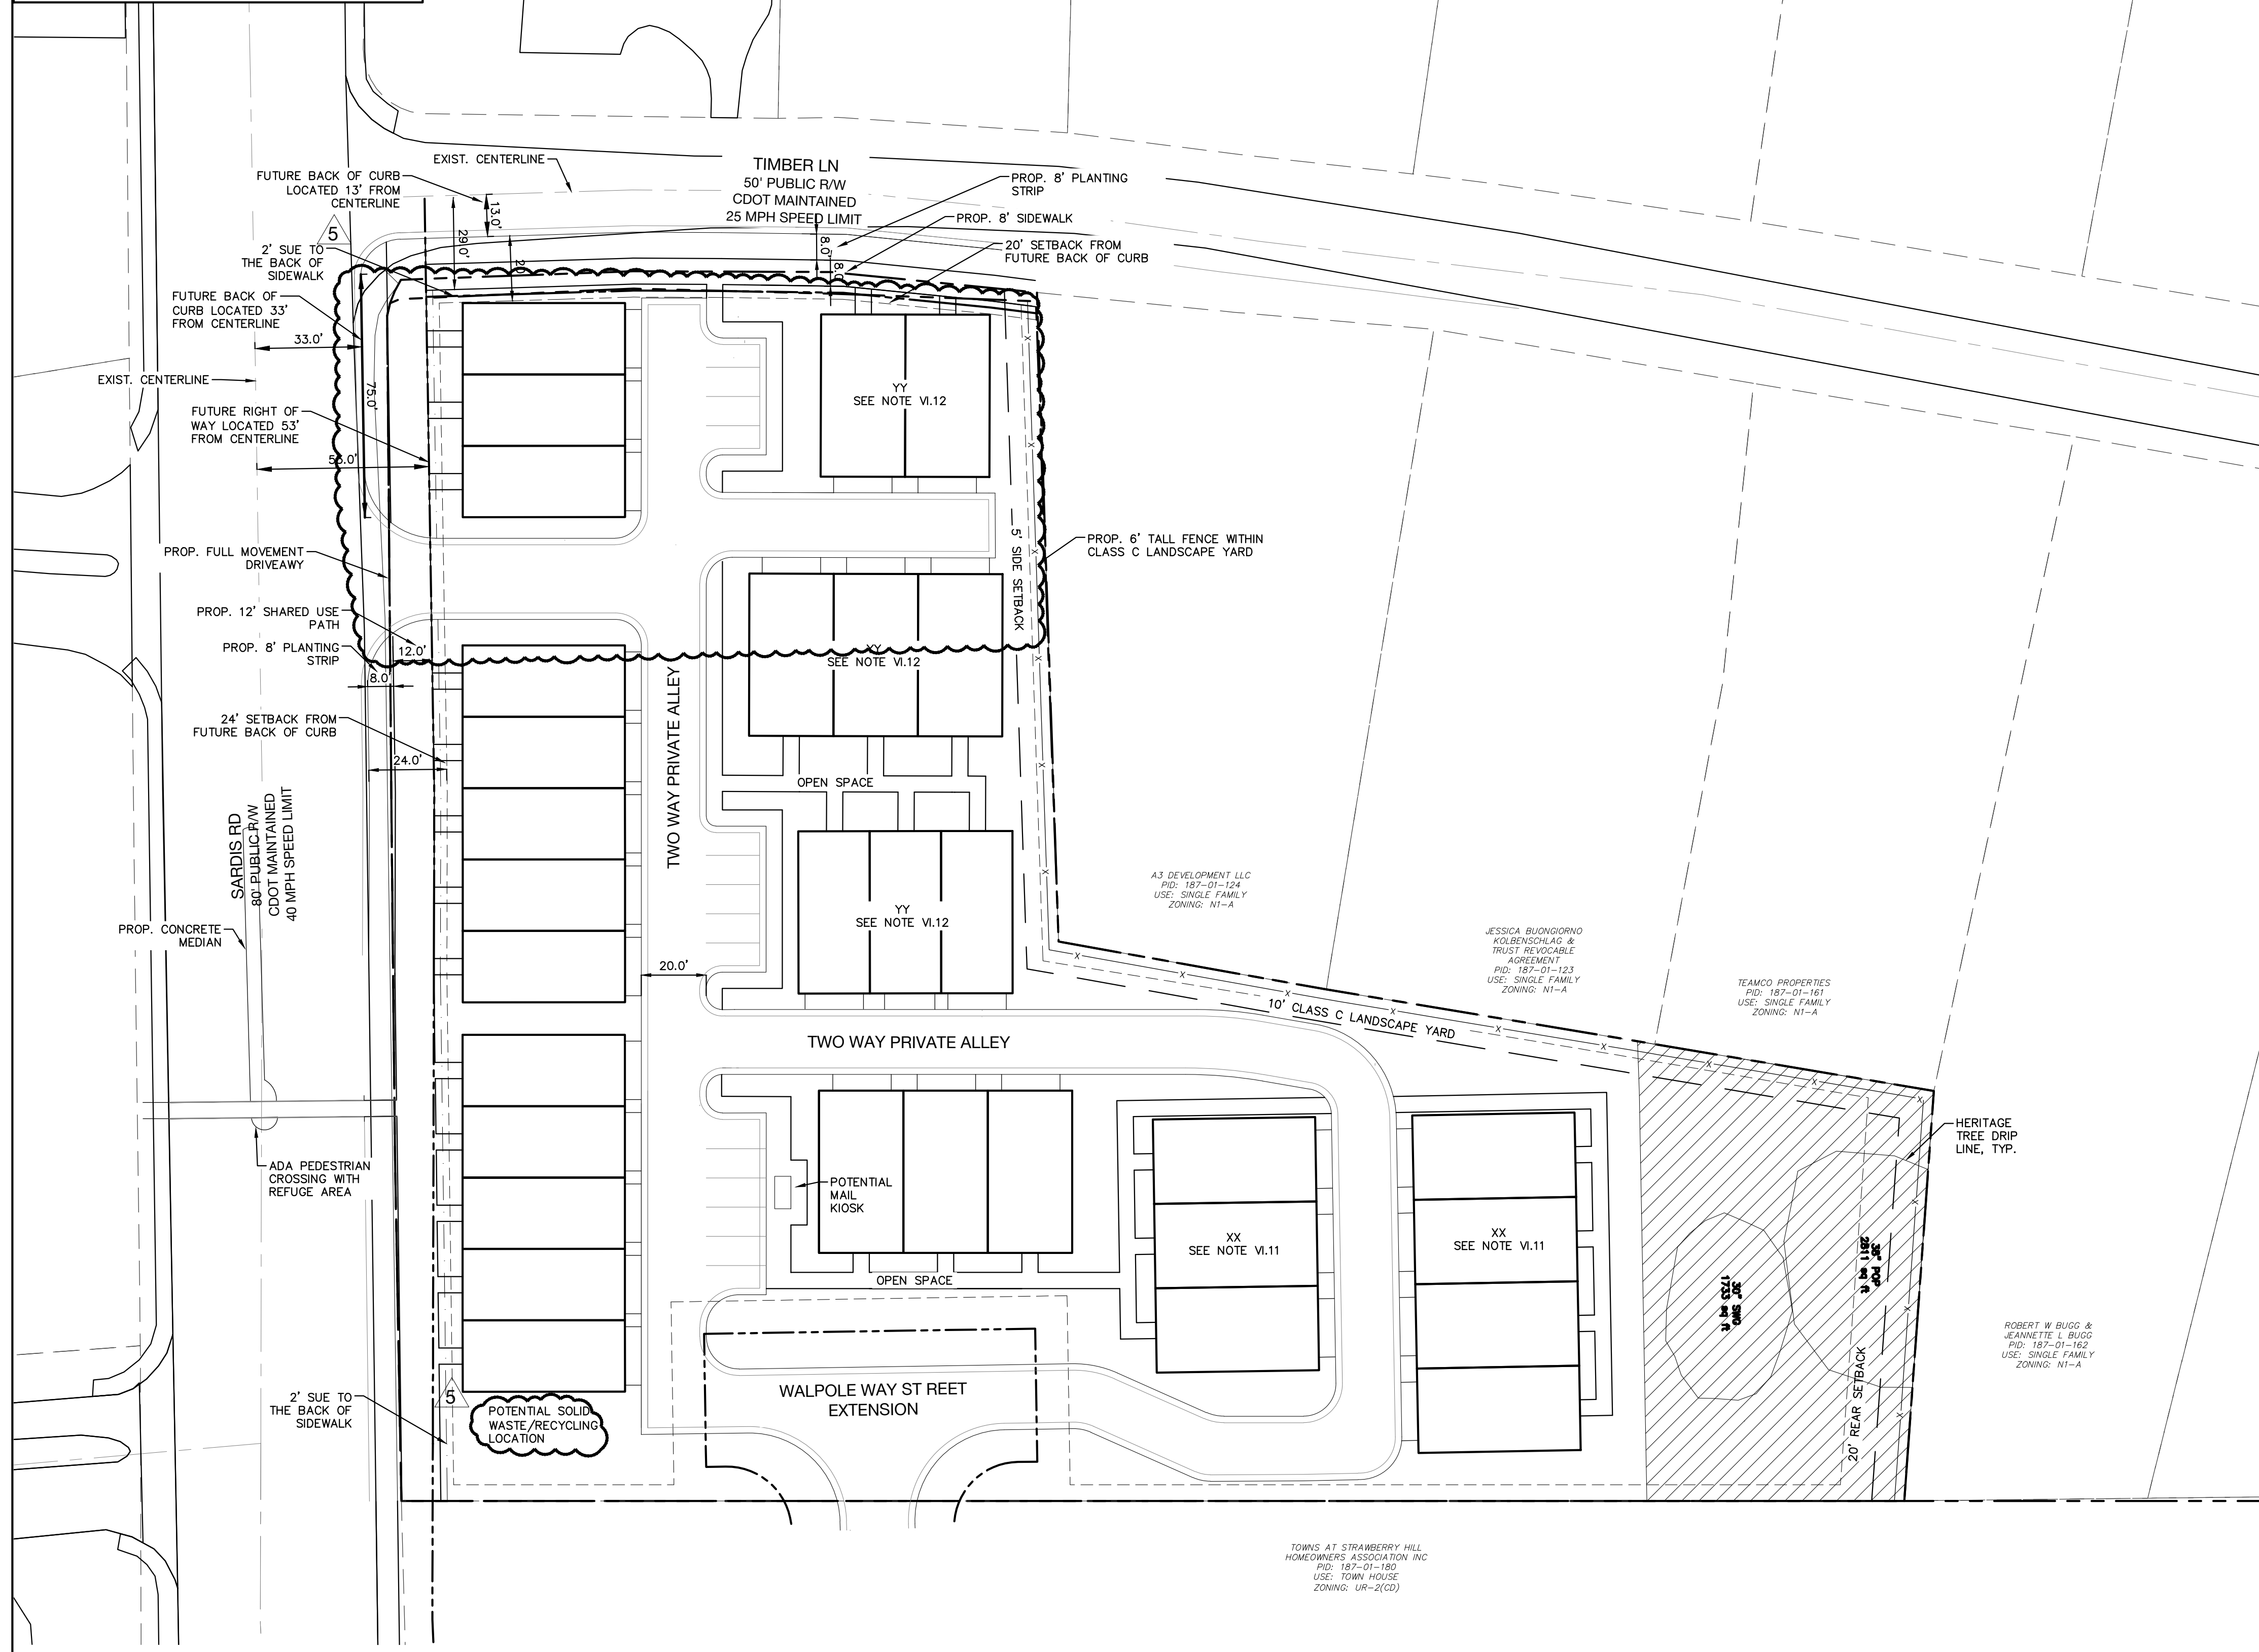 EXIST. CENTERLINE
FUTURE BACK OF CURB
LOCATED 13' FROM
CENTERLINE
TIMBER LN
50' PUBLIC R/W
CDOT MAINTAINED
25 MPH SPEED LIMIT
PROP. 8' PLANTING
STRIP
PROP. 8' SIDEWALK
20' SETBACK FROM
FUTURE BACK OF CURB
13.0'
29.0'
20'
8.0'
8.0'
5
2' SUE TO
THE BACK OF
SIDEWALK
FUTURE BACK OF
CURB LOCATED 33'
FROM CENTERLINE
33.0'
75.0'
EXIST. CENTERLINE
FUTURE RIGHT OF
WAY LOCATED 53'
FROM CENTERLINE
YY
SEE NOTE VI.12
PROP. FULL MOVEMENT
DRIVEAWY
5' SIDE SETBACK
PROP. 6' TALL FENCE WITHIN
CLASS C LANDSCAPE YARD
PROP. 12' SHARED USE
PATH
PROP. 8' PLANTING
STRIP
12.0'
8.0'
XY
SEE NOTE VI.12
24' SETBACK FROM
FUTURE BACK OF CURB
24.0'
TWO WAY PRIVATE ALLEY
OPEN SPACE
SARDIS RD
80' PUBLIC R/W
CDOT MAINTAINED
40 MPH SPEED LIMIT
PROP. CONCRETE
MEDIAN
YY
SEE NOTE VI.12
20.0'
A3 DEVELOPMENT LLC
PID: 187-01-124
USE: SINGLE FAMILY
ZONING: N1-A
JESSICA BUONGIORNO
KOLBENSCHLAG &
TRUST REVOCABLE
AGREEMENT
PID: 187-01-123
USE: SINGLE FAMILY
ZONING: N1-A
TEAMCO PROPERTIES
PID: 187-01-161
USE: SINGLE FAMILY
ZONING: N1-A
10' CLASS C LANDSCAPE YARD
TWO WAY PRIVATE ALLEY
ADA PEDESTRIAN
CROSSING WITH
REFUGE AREA
POTENTIAL
MAIL
KIOSK
XX
SEE NOTE VI.11
XX
SEE NOTE VI.11
HERITAGE
TREE DRIP
LINE, TYP.
36" POP
2811 sq ft
30" SWG
1733 sq ft
OPEN SPACE
20' REAR SETBACK
ROBERT W BUGG &
JEANNETTE L BUGG
PID: 187-01-162
USE: SINGLE FAMILY
ZONING: N1-A
2' SUE TO
THE BACK OF
SIDEWALK
5
POTENTIAL SOLID
WASTE/RECYCLING
LOCATION
WALPOLE WAY ST REET
EXTENSION
TOWNS AT STRAWBERRY HILL
HOMEOWNERS ASSOCIATION INC
PID: 187-01-180
USE: TOWN HOUSE
ZONING: UR-2(CD)